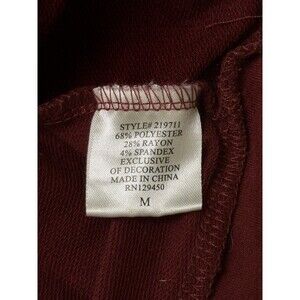 STYLE# 219711
68% POLYESTER
28% RAYON
4% SPANDEX
EXCLUSIVE
OF DECORATION
MADE IN CHINA
RN129450
M